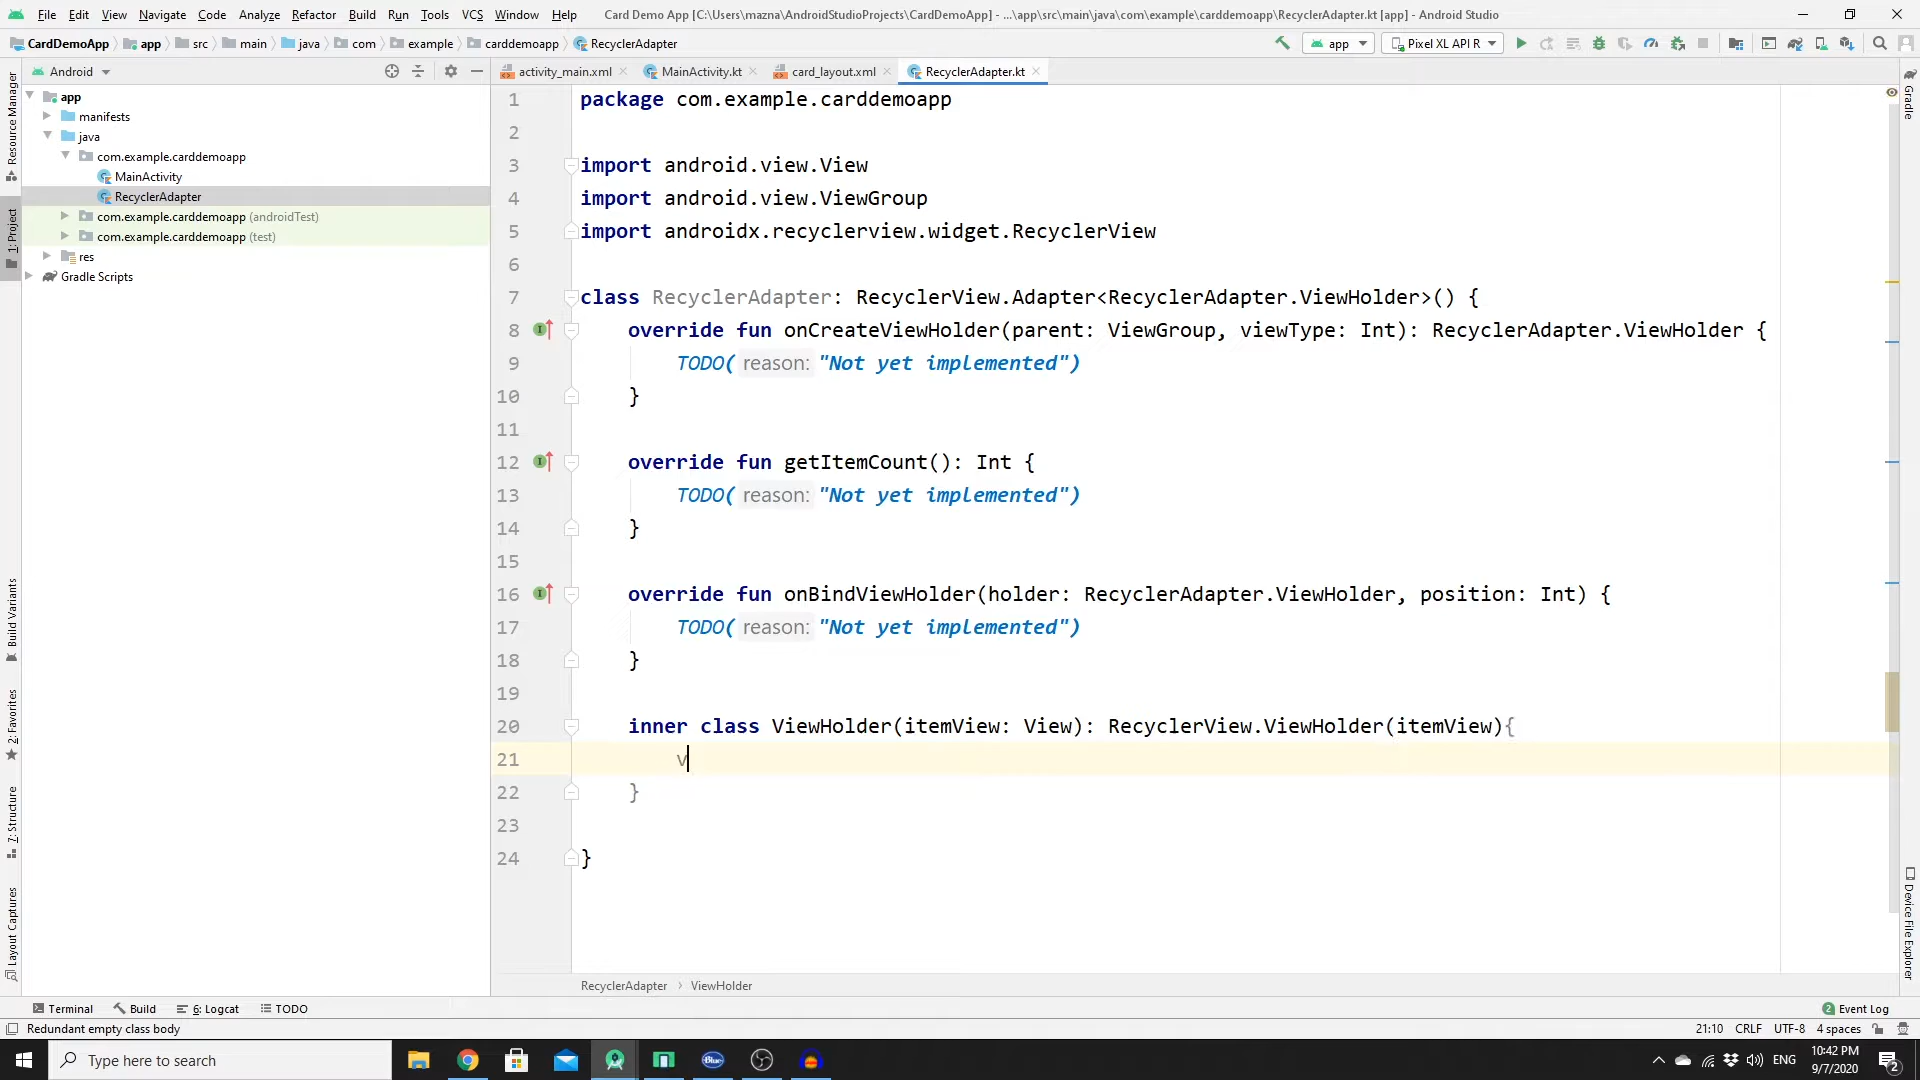 File Edit View Navigate Code Analyze Refactor Build Run Tools VCS Window Help Card Demo App [C:\Users\mazna\AndroidStudioProjects\CardDemoApp] - ...\app\src\main\java\com\example\carddemoapp\RecyclerAdapter.kt [app] - Android Studio
CardDemoApp app src main java com example carddemoapp RecyclerAdapter app Pixel XL API R
Android activity_main.xml MainActivity.kt card_layout.xml RecyclerAdapter.kt
app
manifests
java
com.example.carddemoapp
MainActivity
RecyclerAdapter
com.example.carddemoapp (androidTest)
com.example.carddemoapp (test)
res
Gradle Scripts
Resource Manager
1: Project
Build Variants
2: Favorites
7: Structure
Layout Captures
1 package com.example.carddemoapp
2
3 import android.view.View
4 import android.view.ViewGroup
5 import androidx.recyclerview.widget.RecyclerView
6
7 class RecyclerAdapter: RecyclerView.Adapter<RecyclerAdapter.ViewHolder>() {
8 override fun onCreateViewHolder(parent: ViewGroup, viewType: Int): RecyclerAdapter.ViewHolder {
9 TODO( reason: "Not yet implemented")
10 }
11
12 override fun getItemCount(): Int {
13 TODO( reason: "Not yet implemented")
14 }
15
16 override fun onBindViewHolder(holder: RecyclerAdapter.ViewHolder, position: Int) {
17 TODO( reason: "Not yet implemented")
18 }
19
20 inner class ViewHolder(itemView: View): RecyclerView.ViewHolder(itemView){
21 v
22 }
23
24 }
Gradle
Device File Explorer
RecyclerAdapter › ViewHolder
Terminal Build 6: Logcat TODO 2 Event Log
Redundant empty class body 21:10 CRLF UTF-8 4 spaces
Type here to search Blue ENG 10:42 PM
9/7/2020 2